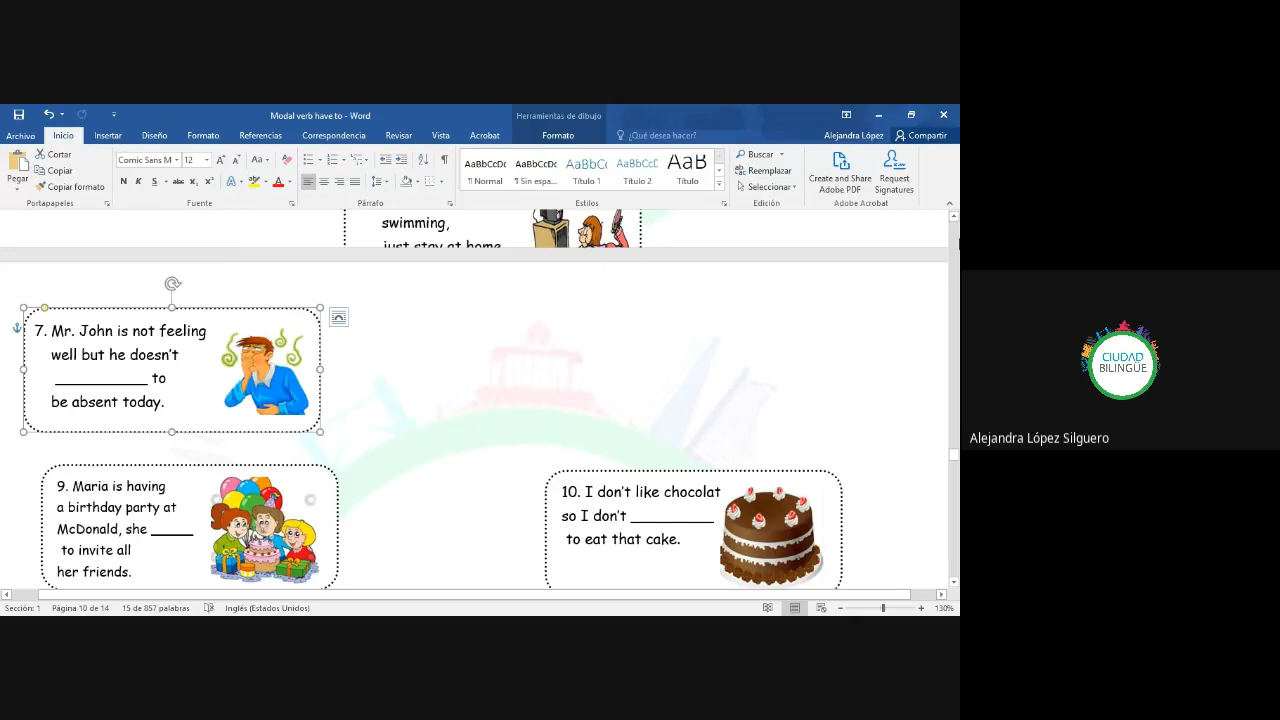 Modal verb have to - Word
Herramientas de dibujo
Archivo Inicio Insertar Diseño Formato Referencias Correspondencia Revisar Vista Acrobat Formato ¿Qué desea hacer? Alejandra López Compartir
Pegar
Cortar
Copiar
Copiar formato
Portapapeles
Comic Sans M 12
N K S abc x₂ x²
Fuente
Párrafo
AaBbCcDc AaBbCcDc AaBbCc AaBbCcD AaB
¶ Normal ¶ Sin espa... Título 1 Título 2 Título
Estilos
Buscar
Reemplazar
Seleccionar
Edición
Create and Share
Adobe PDF
Request
Signatures
Adobe Acrobat
swimming,
just stay at home
7. Mr. John is not feeling
well but he doesn't
___________ to
be absent today.
9. Maria is having
a birthday party at
McDonald, she _____
to invite all
her friends.
10. I don't like chocolat
so I don't __________
to eat that cake.
Sección: 1 Página 10 de 14 15 de 857 palabras Inglés (Estados Unidos) 130%
CIUDAD
BILINGÜE
Alejandra López Silguero